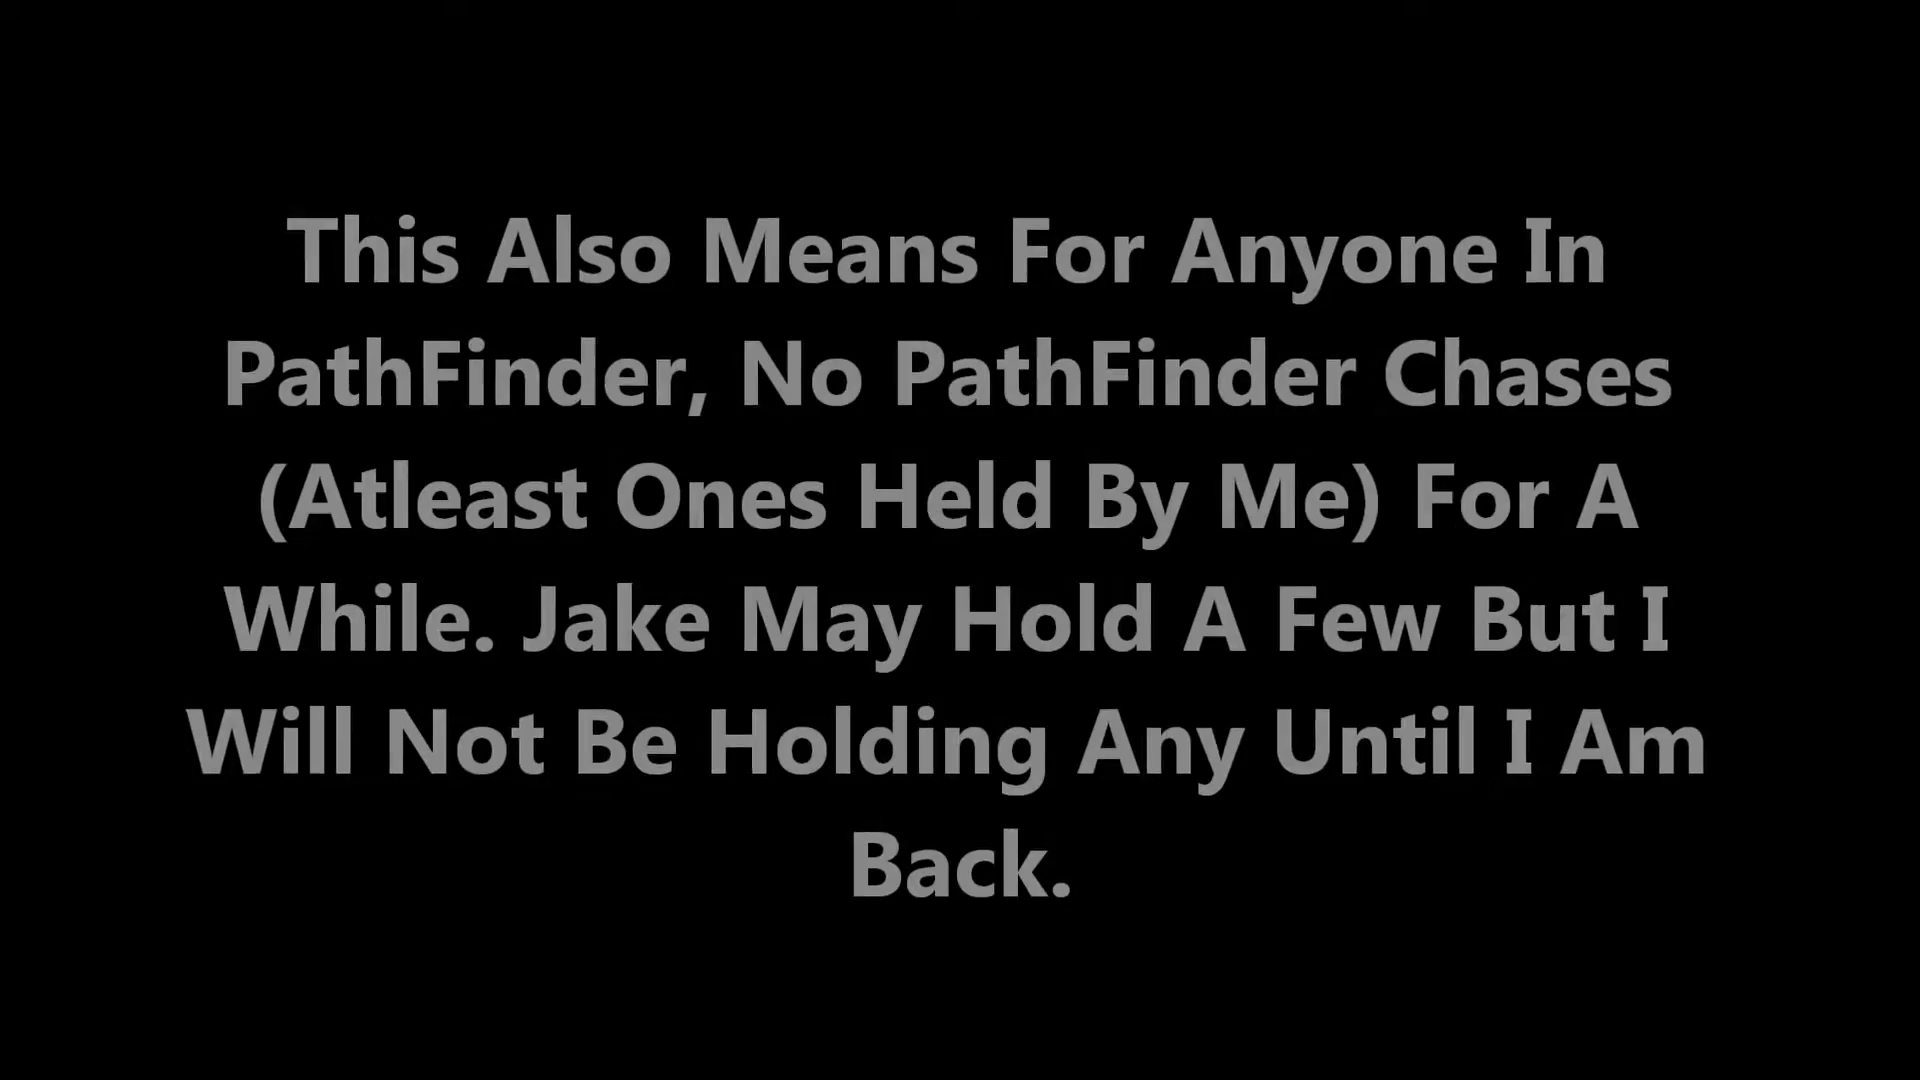 This Also Means For Anyone In
PathFinder, No PathFinder Chases
(Atleast Ones Held By Me) For A
While. Jake May Hold A Few But I
Will Not Be Holding Any Until I Am
Back.